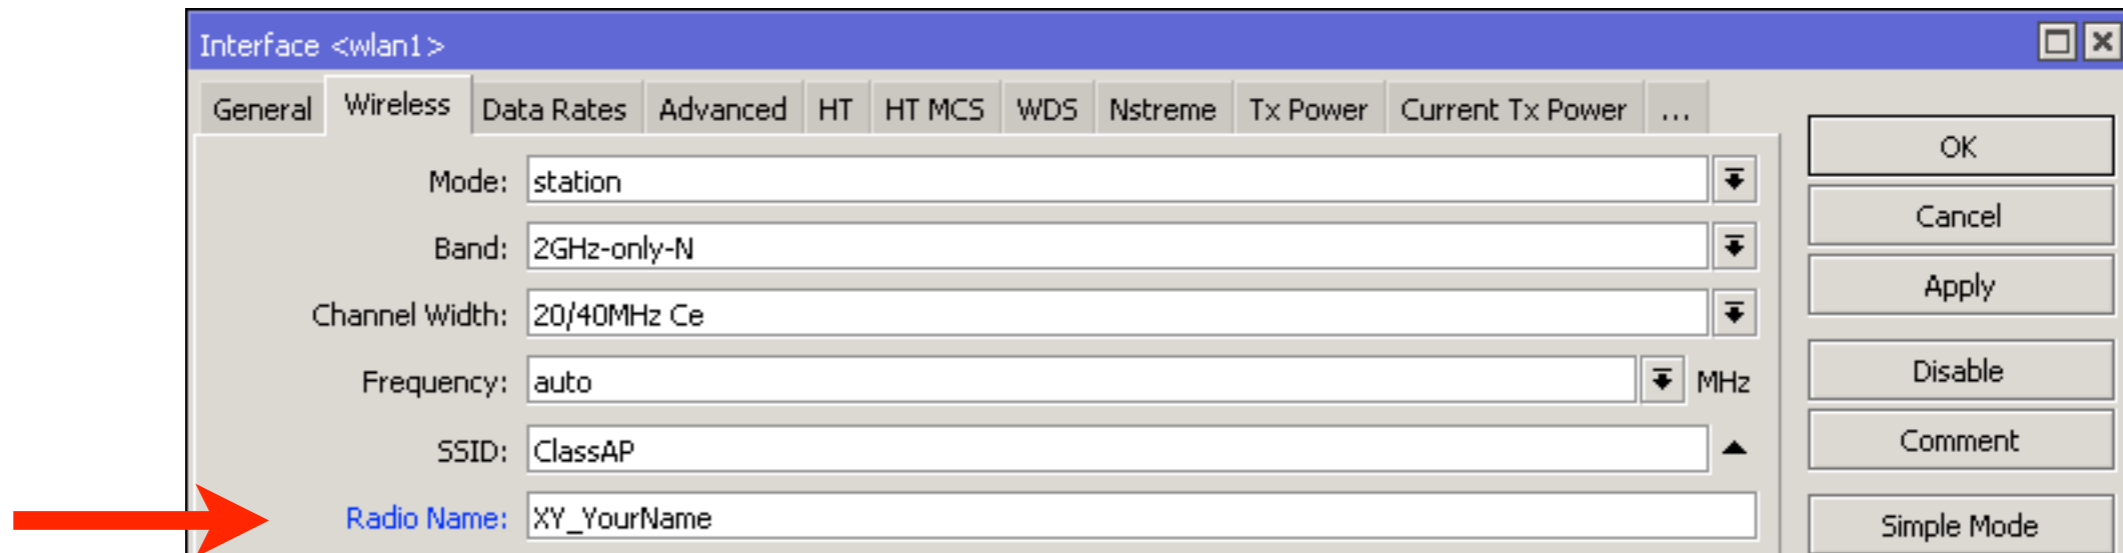 Interface <wlan1>
General Wireless Data Rates Advanced HT HT MCS WDS Nstreme Tx Power Current Tx Power ...
Mode: station
Band: 2GHz-only-N
Channel Width: 20/40MHz Ce
Frequency: auto MHz
SSID: ClassAP
Radio Name: XY_YourName
OK
Cancel
Apply
Disable
Comment
Simple Mode